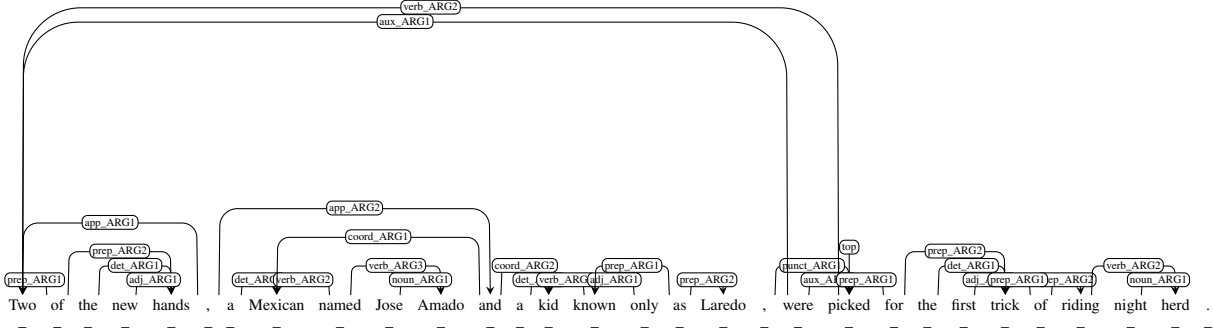 verb_ARG2
aux_ARG1
app_ARG2
app_ARG1
coord_ARG1
top
prep_ARG2 prep_ARG2
det_ARG1 verb_ARG3 coord_ARG2 prep_ARG1 punct_ARG1 det_ARG1 verb_ARG2
prep_ARG1 adj_ARG1 verb_ARG2 noun_ARG1 adj_ARG1 prep_ARG2 prep_ARG1 prep_ARG1 noun_ARG1
Two of the new hands , a Mexican named Jose Amado and a kid known only as Laredo , were picked for the first trick of riding night herd .
_ _ _ _ _ _ _ _ _ _ _ _ _ _ _ _ _ _ _ _ _ _ _ _ _ _ _ _ _ _